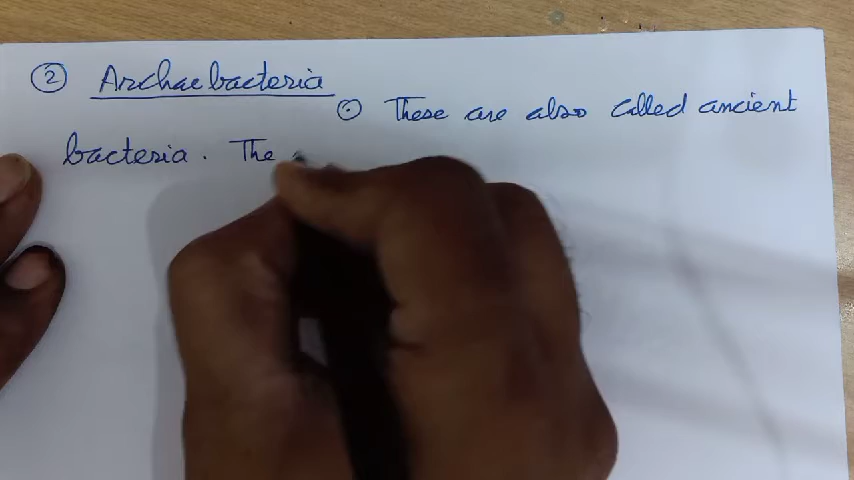 ② Archaebacteria
⊙ These are also called ancient
bacteria. The